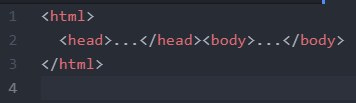 1 <html>
2   <head>...</head><body>...</body>
3 </html>
4